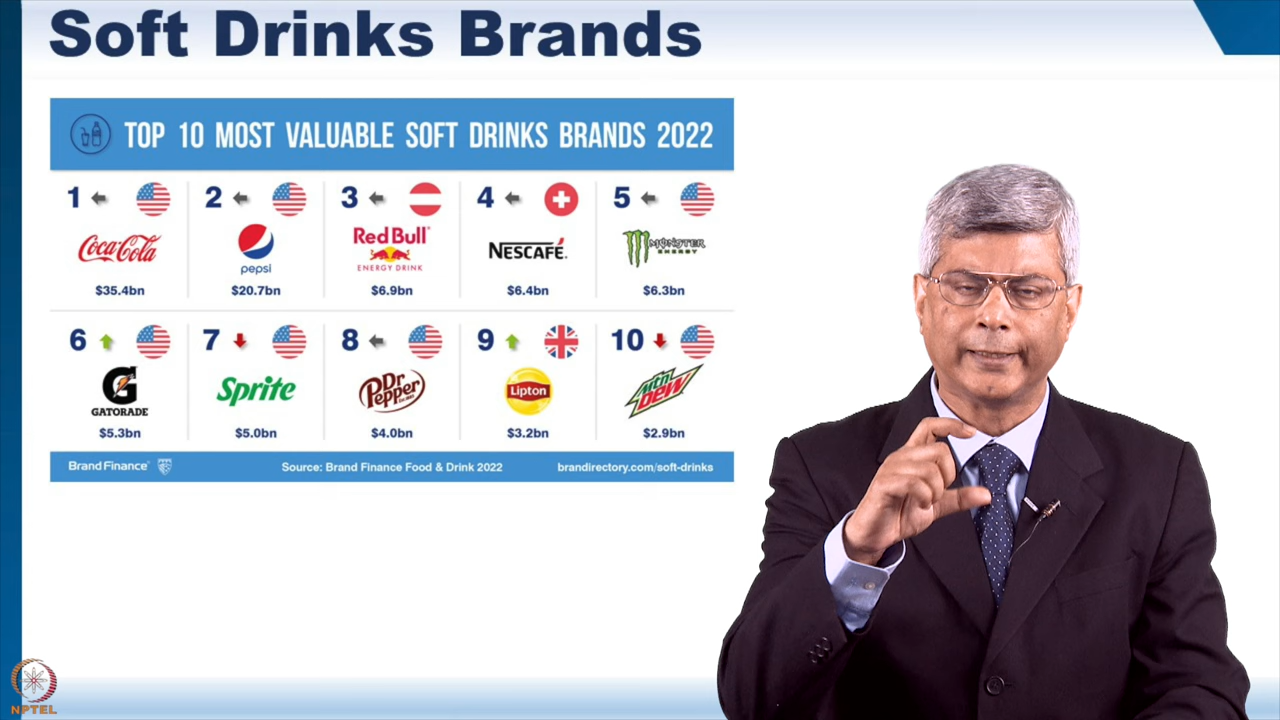 Soft Drinks Brands
TOP 10 MOST VALUABLE SOFT DRINKS BRANDS 2022
1 2 3 4 5
Coca-Cola pepsi Red Bull ENERGY DRINK NESCAFÉ. MONSTER ENERGY
$35.4bn $20.7bn $6.9bn $6.4bn $6.3bn
6 7 8 9 10
G GATORADE Sprite Dr Pepper Lipton Mtn DEW
$5.3bn $5.0bn $4.0bn $3.2bn $2.9bn
Brand Finance® Source: Brand Finance Food & Drink 2022 brandirectory.com/soft-drinks
NPTEL